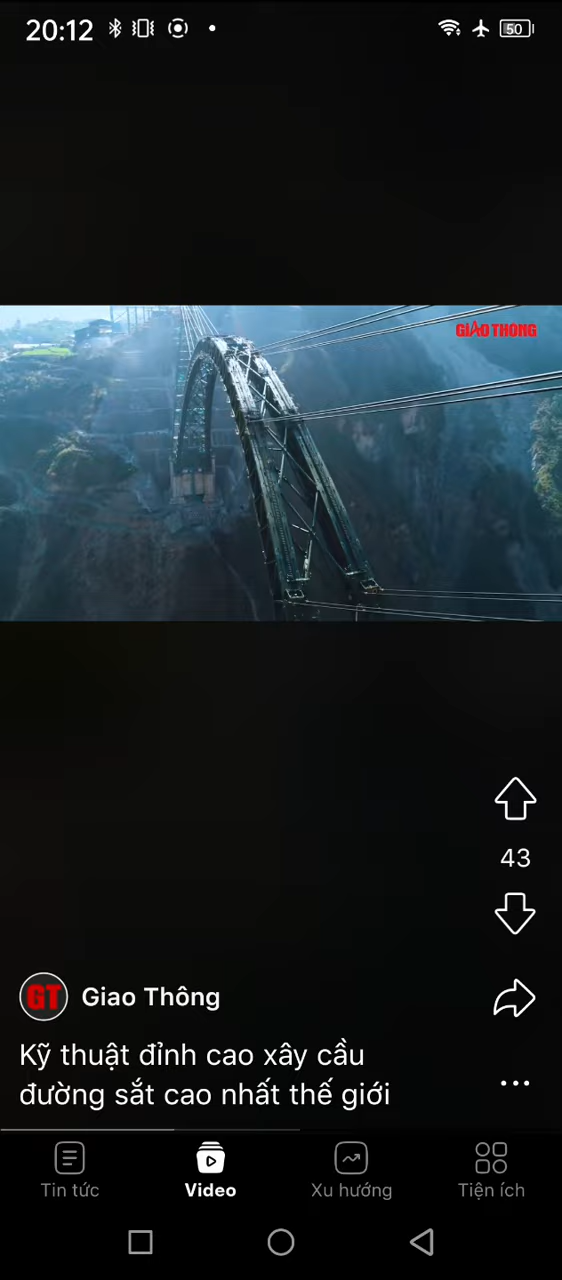 20:12
50
GIAO THONG
43
GT
Giao Thông
Kỹ thuật đỉnh cao xây cầu
đường sắt cao nhất thế giới
Tin tức
Video
Xu hướng
Tiện ích